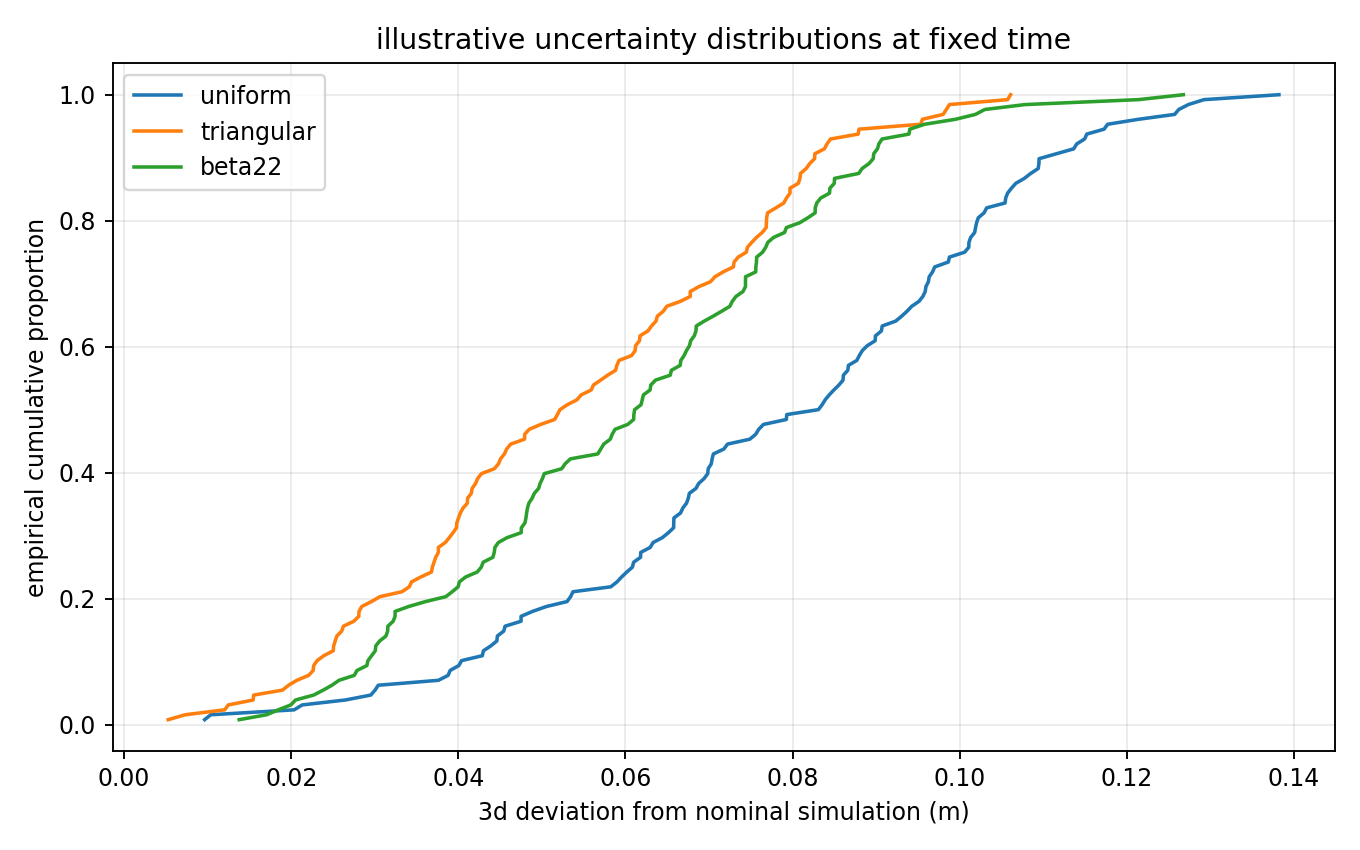 illustrative uncertainty distributions at fixed time
uniform
triangular
beta22
empirical cumulative proportion
1.0
0.8
0.6
0.4
0.2
0.0
0.00 0.02 0.04 0.06 0.08 0.10 0.12 0.14
3d deviation from nominal simulation (m)